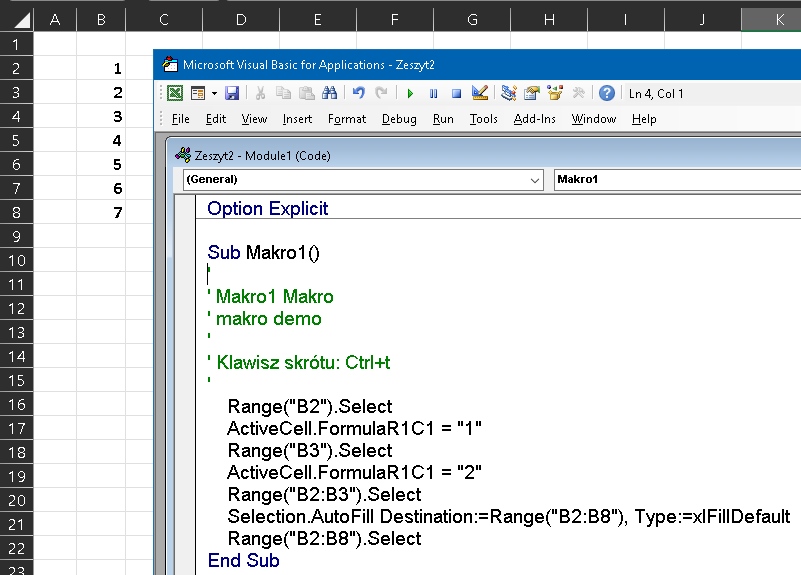 A B C D E F G H I J K
1
2 1
3 2
4 3
5 4
6 5
7 6
8 7
9
10
11
12
13
14
15
16
17
18
19
20
21
22
23
Microsoft Visual Basic for Applications - Zeszyt2
Ln 4, Col 1
File Edit View Insert Format Debug Run Tools Add-Ins Window Help
Zeszyt2 - Module1 (Code)
(General) Makro1
Option Explicit
Sub Makro1()
'
' Makro1 Makro
' makro demo
'
' Klawisz skrótu: Ctrl+t
'
Range("B2").Select
ActiveCell.FormulaR1C1 = "1"
Range("B3").Select
ActiveCell.FormulaR1C1 = "2"
Range("B2:B3").Select
Selection.AutoFill Destination:=Range("B2:B8"), Type:=xlFillDefault
Range("B2:B8").Select
End Sub